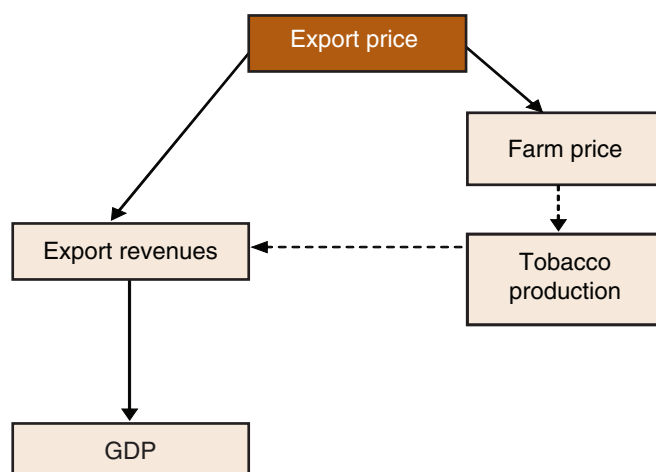 Export price
Farm price
Export revenues
Tobacco
production
GDP